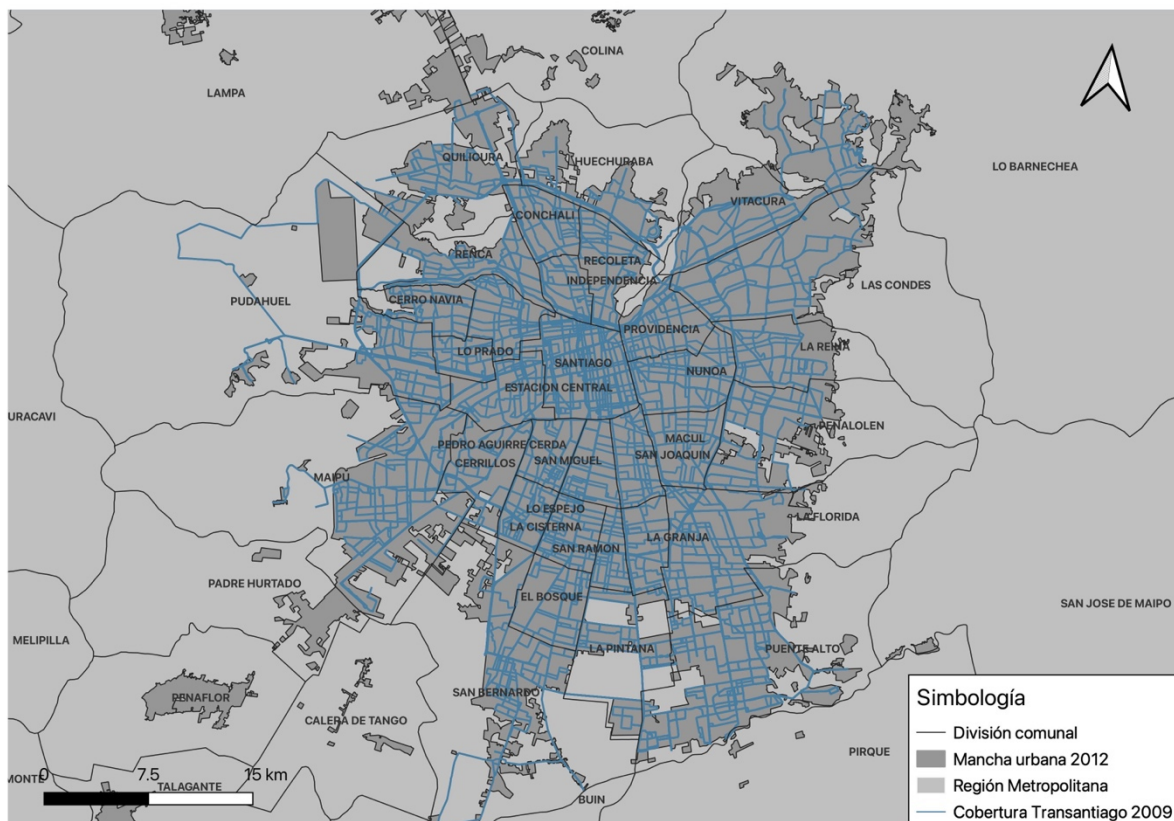 COLINA
LAMPA
QUILICURA
HUECHURABA
LO BARNECHEA
VITACURA
CONCHALI
RENCA
RECOLETA
INDEPENDENCIA
LAS CONDES
PUDAHUEL
CERRO NAVIA
PROVIDENCIA
LO PRADO
SANTIAGO
LA REINA
NUNOA
ESTACION CENTRAL
URACAVI
PENALOLEN
PEDRO AGUIRRE CERDA
MACUL
CERRILLOS
SAN MIGUEL
SAN JOAQUIN
MAIPU
LO ESPEJO
LA FLORIDA
LA CISTERNA
LA GRANJA
SAN RAMON
PADRE HURTADO
EL BOSQUE
SAN JOSE DE MAIPO
MELIPILLA
LA PINTANA
PUENTE ALTO
PENAFLOR
SAN BERNARDO
CALERA DE TANGO
PIRQUE
MONTE
TALAGANTE
BUIN
0 7.5 15 km
Simbología
División comunal
Mancha urbana 2012
Región Metropolitana
Cobertura Transantiago 2009